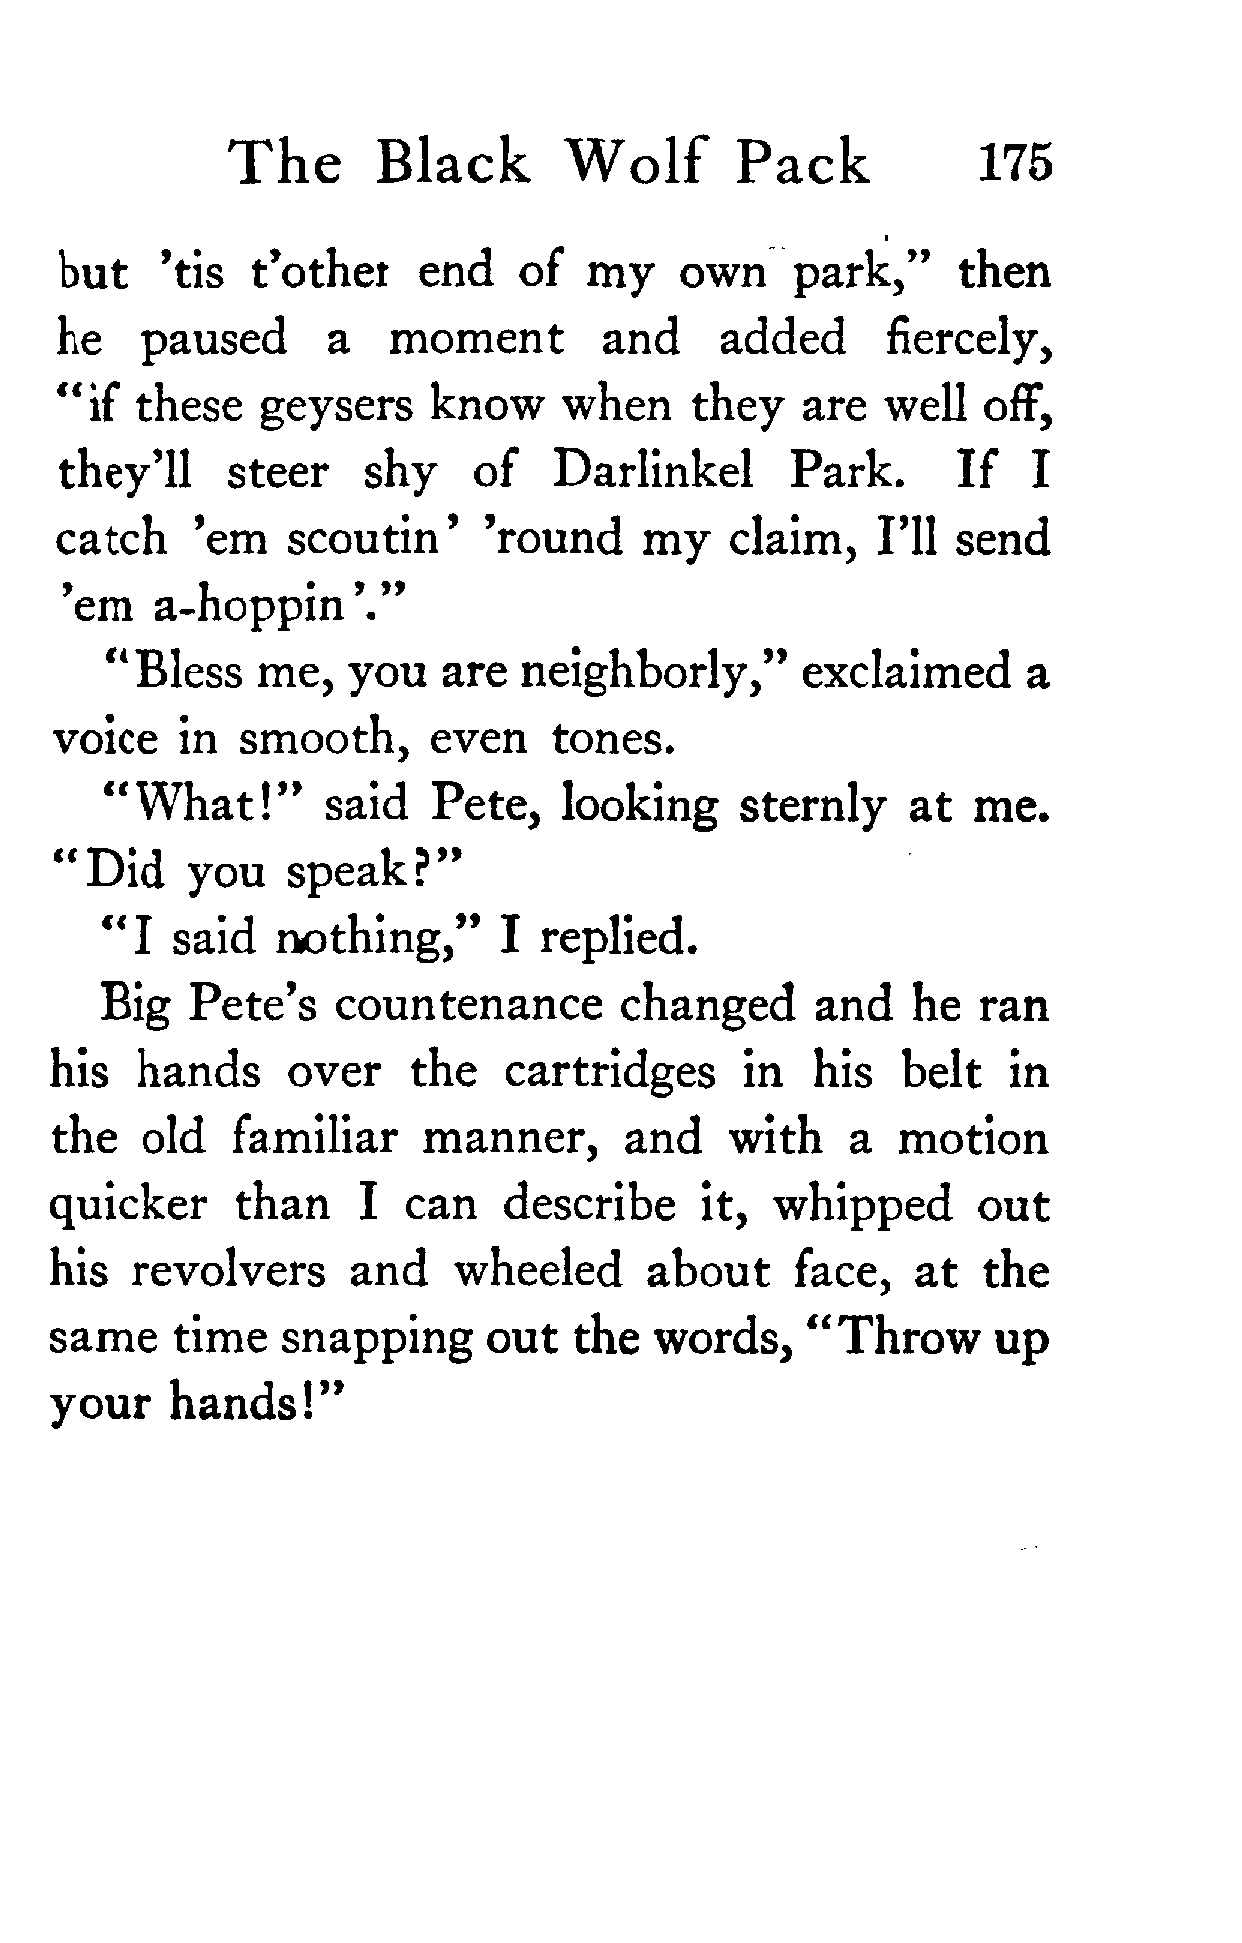 The Black Wolf Pack 175
but ’tis t’other end of my own park,” then
he paused a moment and added fiercely,
“if these geysers know when they are well off,
they’ll steer shy of Darlinkel Park. If I
catch ’em scoutin’ ’round my claim, I’ll send
’em a-hoppin’.”
“Bless me, you are neighborly,” exclaimed a
voice in smooth, even tones.
“What!” said Pete, looking sternly at me.
“Did you speak?”
“I said nothing,” I replied.
Big Pete’s countenance changed and he ran
his hands over the cartridges in his belt in
the old familiar manner, and with a motion
quicker than I can describe it, whipped out
his revolvers and wheeled about face, at the
same time snapping out the words, “Throw up
your hands!”